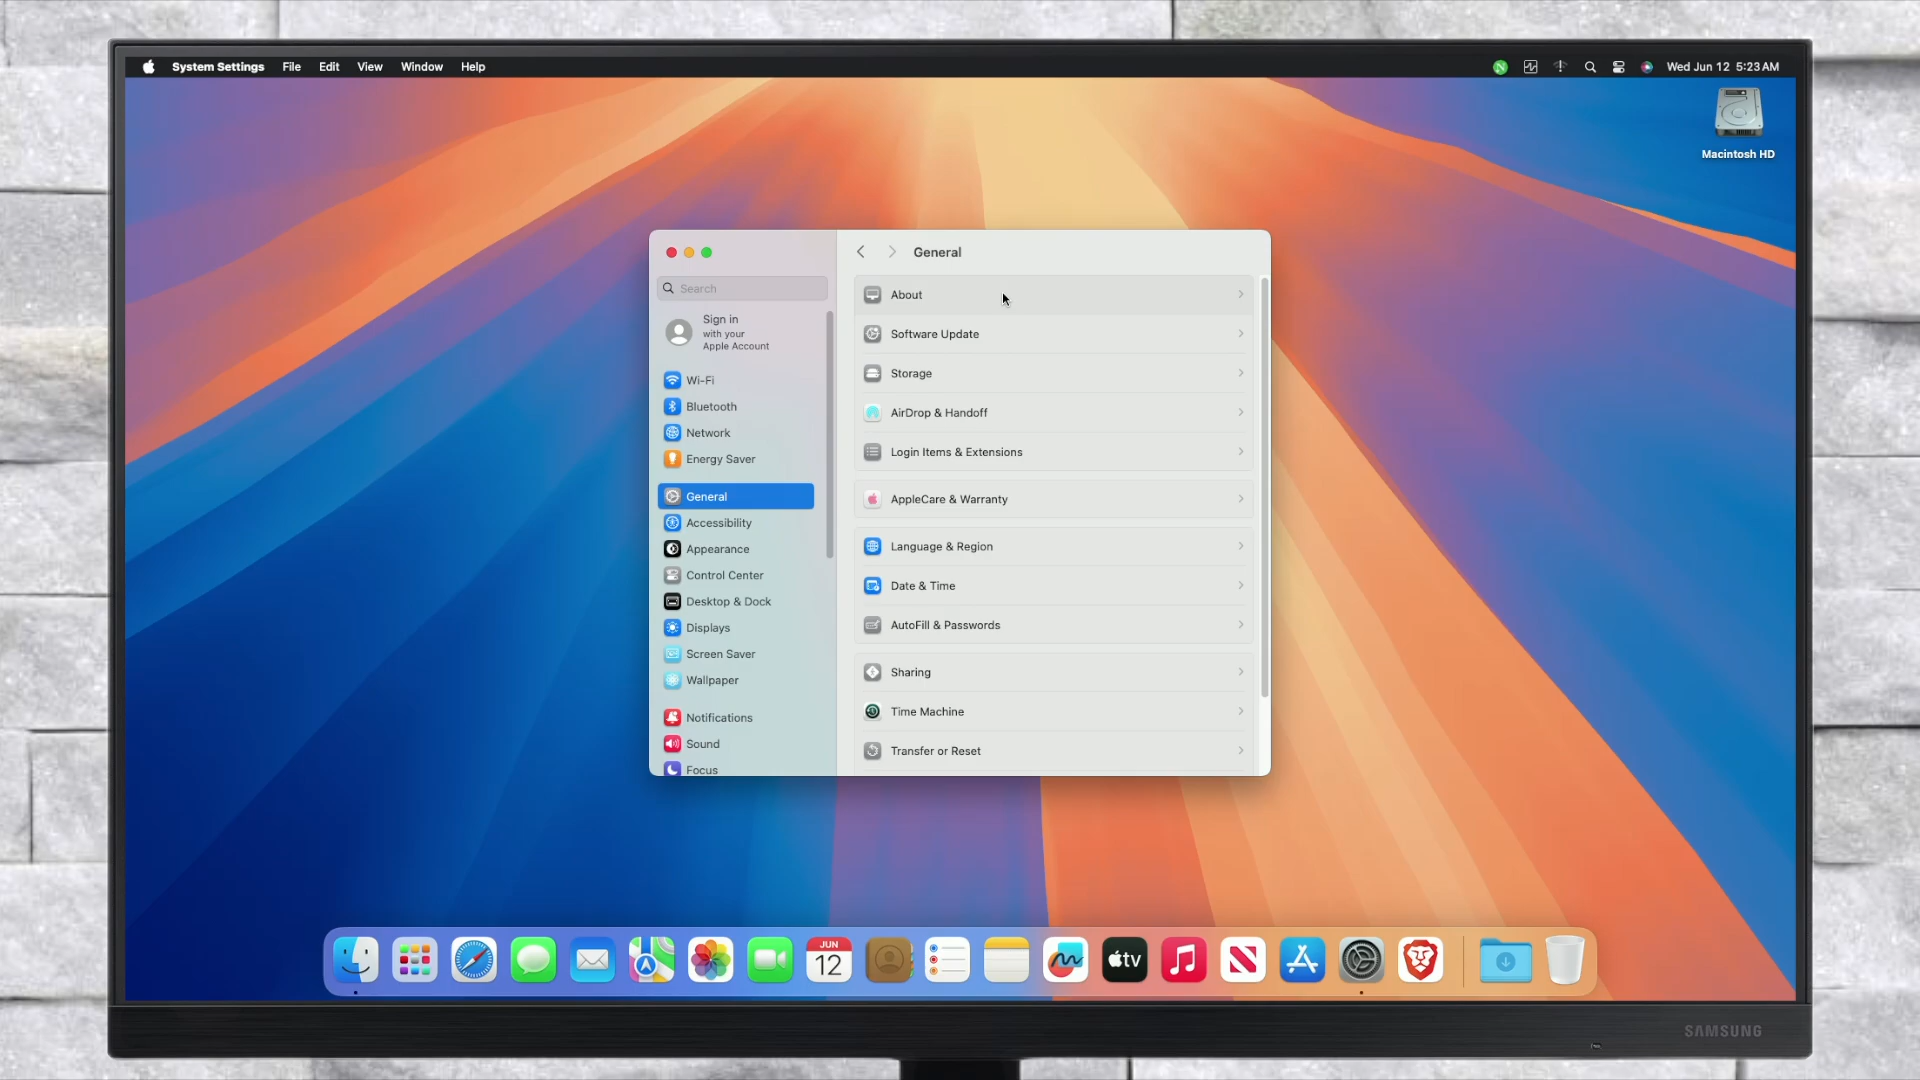 System Settings File Edit View Window Help
N
Wed Jun 12 5:23 AM
Macintosh HD
General
Search
Sign in
with your
Apple Account
Wi-Fi
Bluetooth
Network
Energy Saver
General
Accessibility
Appearance
Control Center
Desktop & Dock
Displays
Screen Saver
Wallpaper
Notifications
Sound
Focus
About
Software Update
Storage
AirDrop & Handoff
Login Items & Extensions
AppleCare & Warranty
Language & Region
Date & Time
AutoFill & Passwords
Sharing
Time Machine
Transfer or Reset
JUN
12
tv
SAMSUNG